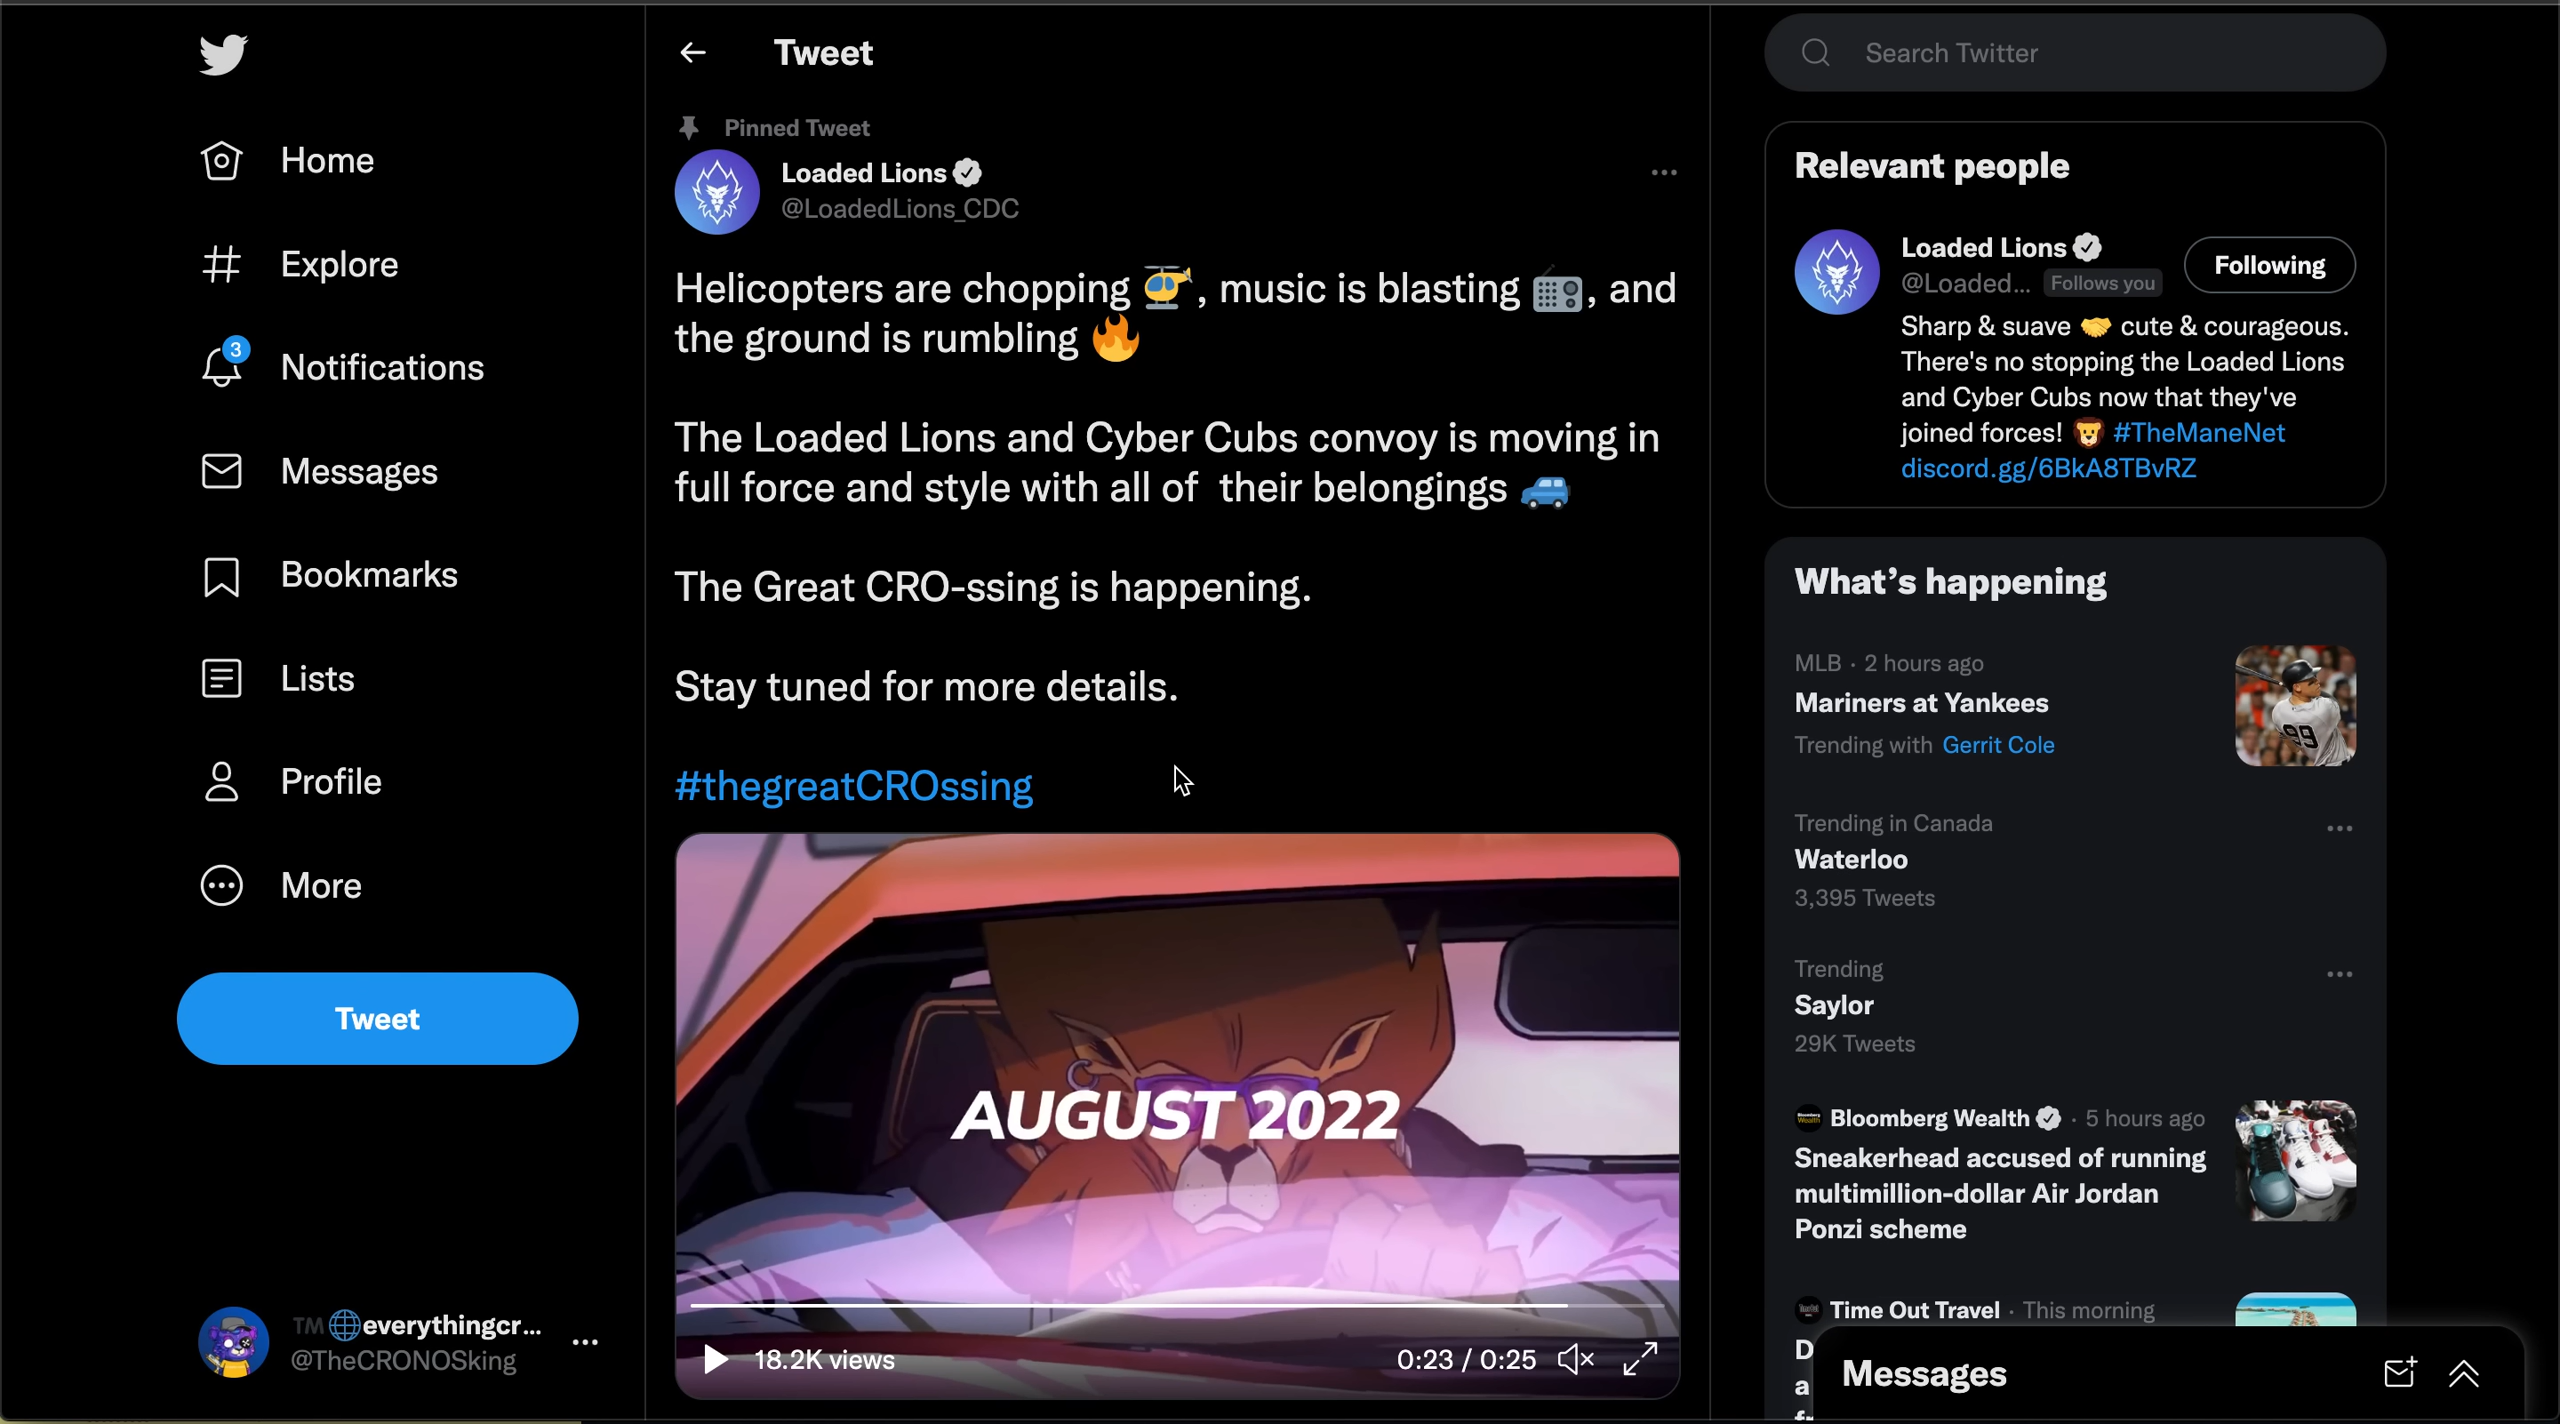 Home
Explore
3
Notifications
Messages
Bookmarks
Lists
Profile
More
Tweet
TM🌐everythingcr...
@TheCRONOSking
Tweet
Pinned Tweet
Loaded Lions
@LoadedLions_CDC
Helicopters are chopping 🚁, music is blasting 📻, and
the ground is rumbling 🔥
The Loaded Lions and Cyber Cubs convoy is moving in
full force and style with all of  their belongings 🚙
The Great CRO-ssing is happening.
Stay tuned for more details.
#thegreatCROssing
AUGUST 2022
18.2K views
0:23 / 0:25
Search Twitter
Relevant people
Loaded Lions
@Loaded... Follows you
Following
Sharp & suave 🤝 cute & courageous.
There's no stopping the Loaded Lions
and Cyber Cubs now that they've
joined forces! 🦁 #TheManeNet
discord.gg/6BkA8TBvRZ
What's happening
MLB · 2 hours ago
Mariners at Yankees
Trending with Gerrit Cole
99
Trending in Canada
Waterloo
3,395 Tweets
Trending
Saylor
29K Tweets
Bloomberg Wealth · 5 hours ago
Sneakerhead accused of running
multimillion-dollar Air Jordan
Ponzi scheme
Time Out Travel · This morning
D
a
Messages